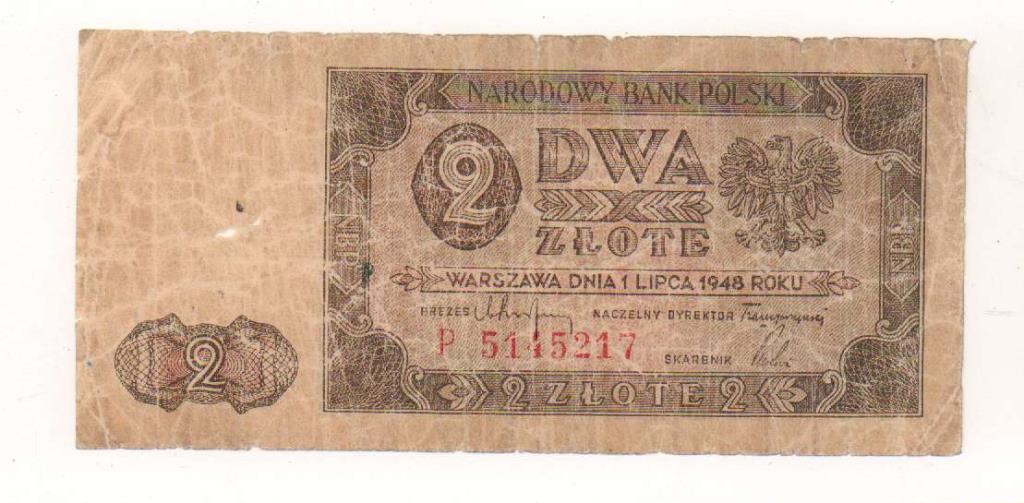 NARODOWY BANK POLSKI
2 DWA
ZŁOTE
NBP
NBP
WARSZAWA DNIA 1 LIPCA 1948 ROKU
PREZES NACZELNY DYREKTOR
P 5145217
SKARBNIK
2
2 ZŁOTE 2